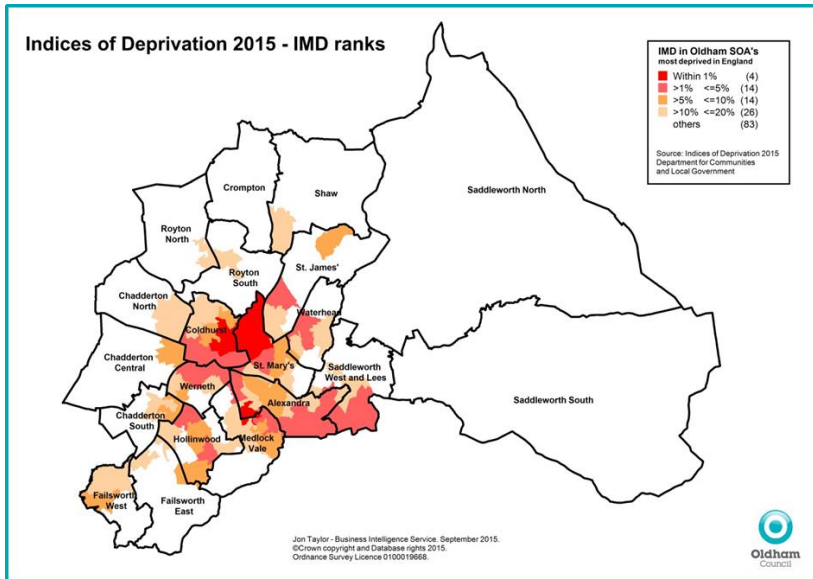 Indices of Deprivation 2015 - IMD ranks
IMD in Oldham SOA's
most deprived in England
Within 1% (4)
>1% <=5% (14)
>5% <=10% (14)
>10% <=20% (26)
others (83)
Source: Indices of Deprivation 2015
Department for Communities
and Local Government
Crompton
Shaw
Saddleworth North
Royton
North
St. James'
Royton
South
Chadderton
North
Waterhead
Coldhurst
Chadderton
Central
St. Mary's
Saddleworth
West and Lees
Werneth
Saddleworth South
Alexandra
Chadderton
South
Hollinwood
Medlock
Vale
Failsworth
West
Failsworth
East
Jon Taylor - Business Intelligence Service. September 2015.
©Crown copyright and Database rights 2015.
Ordnance Survey Licence 0100019668.
Oldham
Council